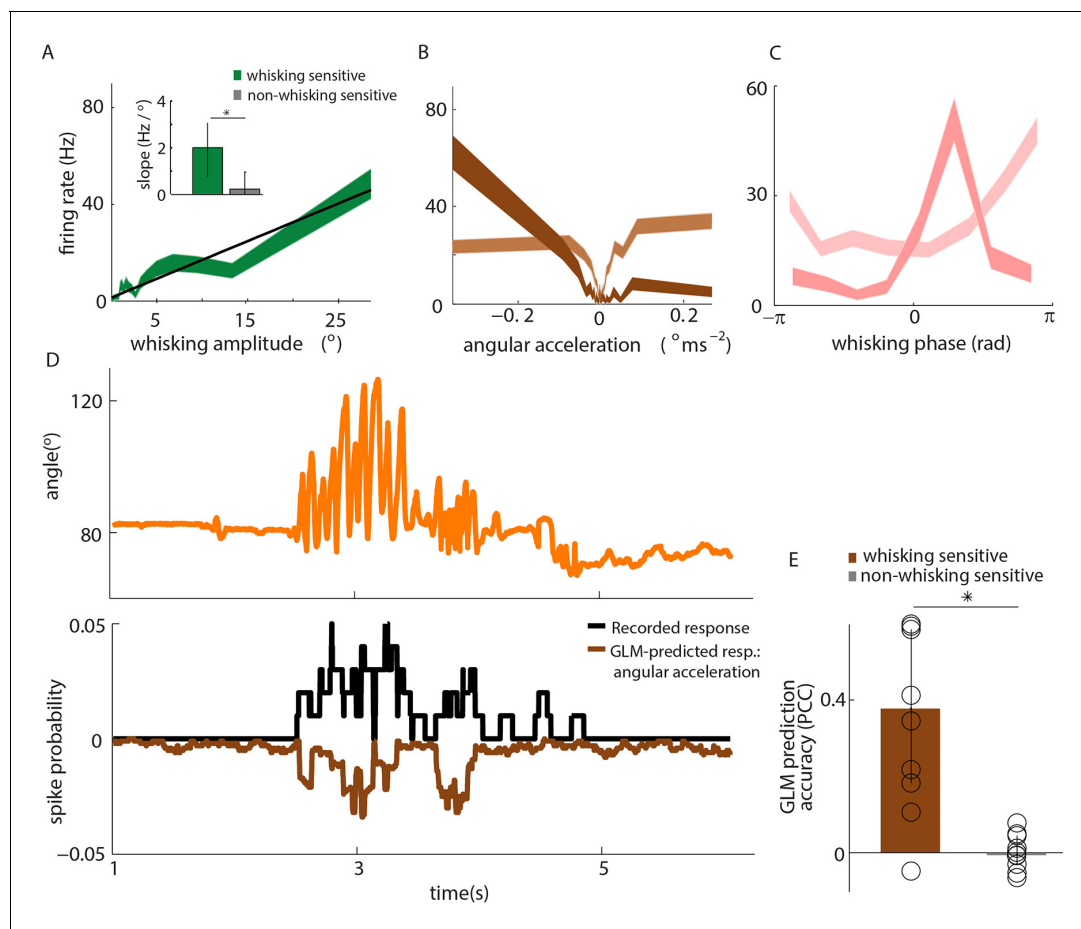 A
whisking sensitive
non-whisking sensitive
firing rate (Hz)
80
40
0
5
15
25
whisking amplitude (°)
slope (Hz / °)
4
2
0
*
B
80
40
0
−0.2
0
0.2
angular acceleration ( °ms⁻²)
C
60
30
0
−π
0
π
whisking phase (rad)
D
angle(°)
120
80
spike probability
0.05
0
−0.05
Recorded response
GLM-predicted resp.:
angular acceleration
1
3
5
time(s)
E
whisking sensitive
non-whisking sensitive
*
GLM prediction
accuracy (PCC)
0.4
0